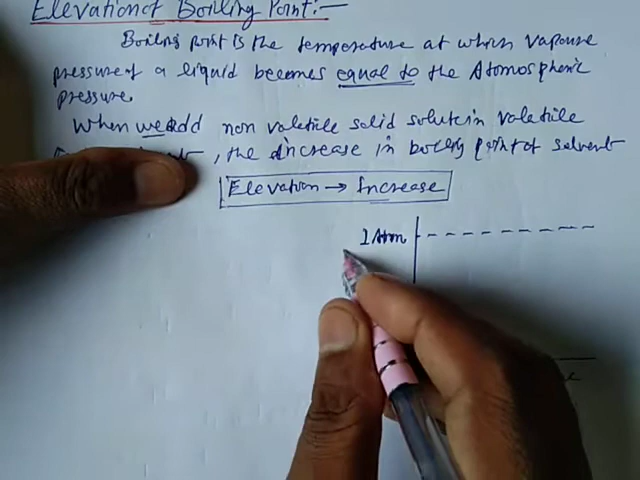 Elevation of Boiling Point:-
Boiling point is the temperature at which vapoure
pressure of a liquid becomes equal to the Atomospheric
pressure.
When we add non volatile solid solute in volatile
, the increase in boiling point of solvent
Elevation → Increase
1 Atm